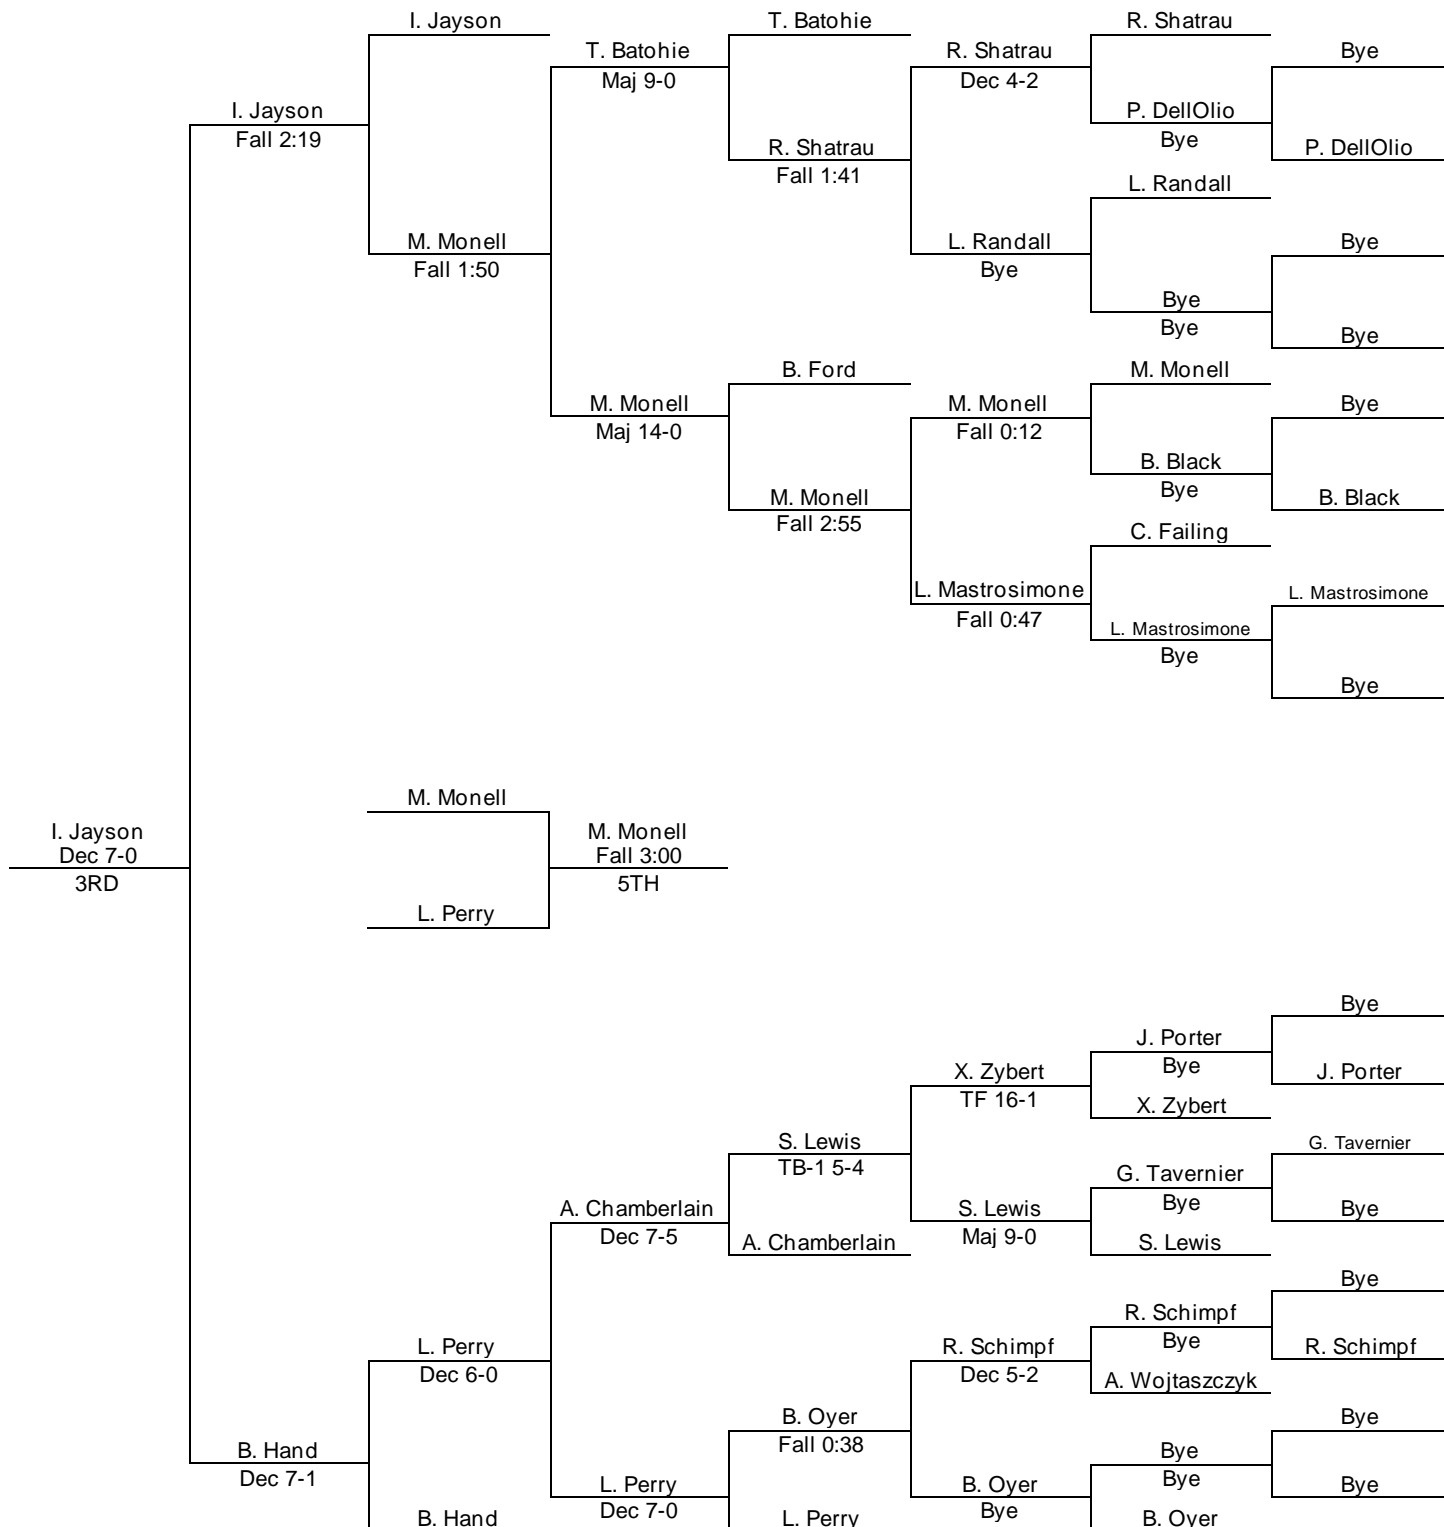 I. Jayson
T. Batohie
R. Shatrau
T. Batohie
Maj 9-0
R. Shatrau
Dec 4-2
Bye
I. Jayson
Fall 2:19
P. DellOlio
Bye
R. Shatrau
Fall 1:41
P. DellOlio
L. Randall
M. Monell
Fall 1:50
L. Randall
Bye
Bye
Bye
Bye
Bye
B. Ford
M. Monell
M. Monell
Maj 14-0
M. Monell
Fall 0:12
Bye
B. Black
Bye
M. Monell
Fall 2:55
B. Black
C. Failing
L. Mastrosimone
Fall 0:47
L. Mastrosimone
L. Mastrosimone
Bye
Bye
M. Monell
I. Jayson
Dec 7-0
3RD
M. Monell
Fall 3:00
5TH
L. Perry
Bye
J. Porter
Bye
X. Zybert
TF 16-1
J. Porter
X. Zybert
S. Lewis
TB-1 5-4
G. Tavernier
G. Tavernier
Bye
A. Chamberlain
Dec 7-5
S. Lewis
Maj 9-0
Bye
A. Chamberlain
S. Lewis
Bye
R. Schimpf
Bye
L. Perry
Dec 6-0
R. Schimpf
Dec 5-2
R. Schimpf
A. Wojtaszczyk
B. Oyer
Fall 0:38
Bye
B. Hand
Dec 7-1
Bye
Bye
L. Perry
Dec 7-0
B. Oyer
Bye
Bye
B. Hand
L. Perry
B. Oyer